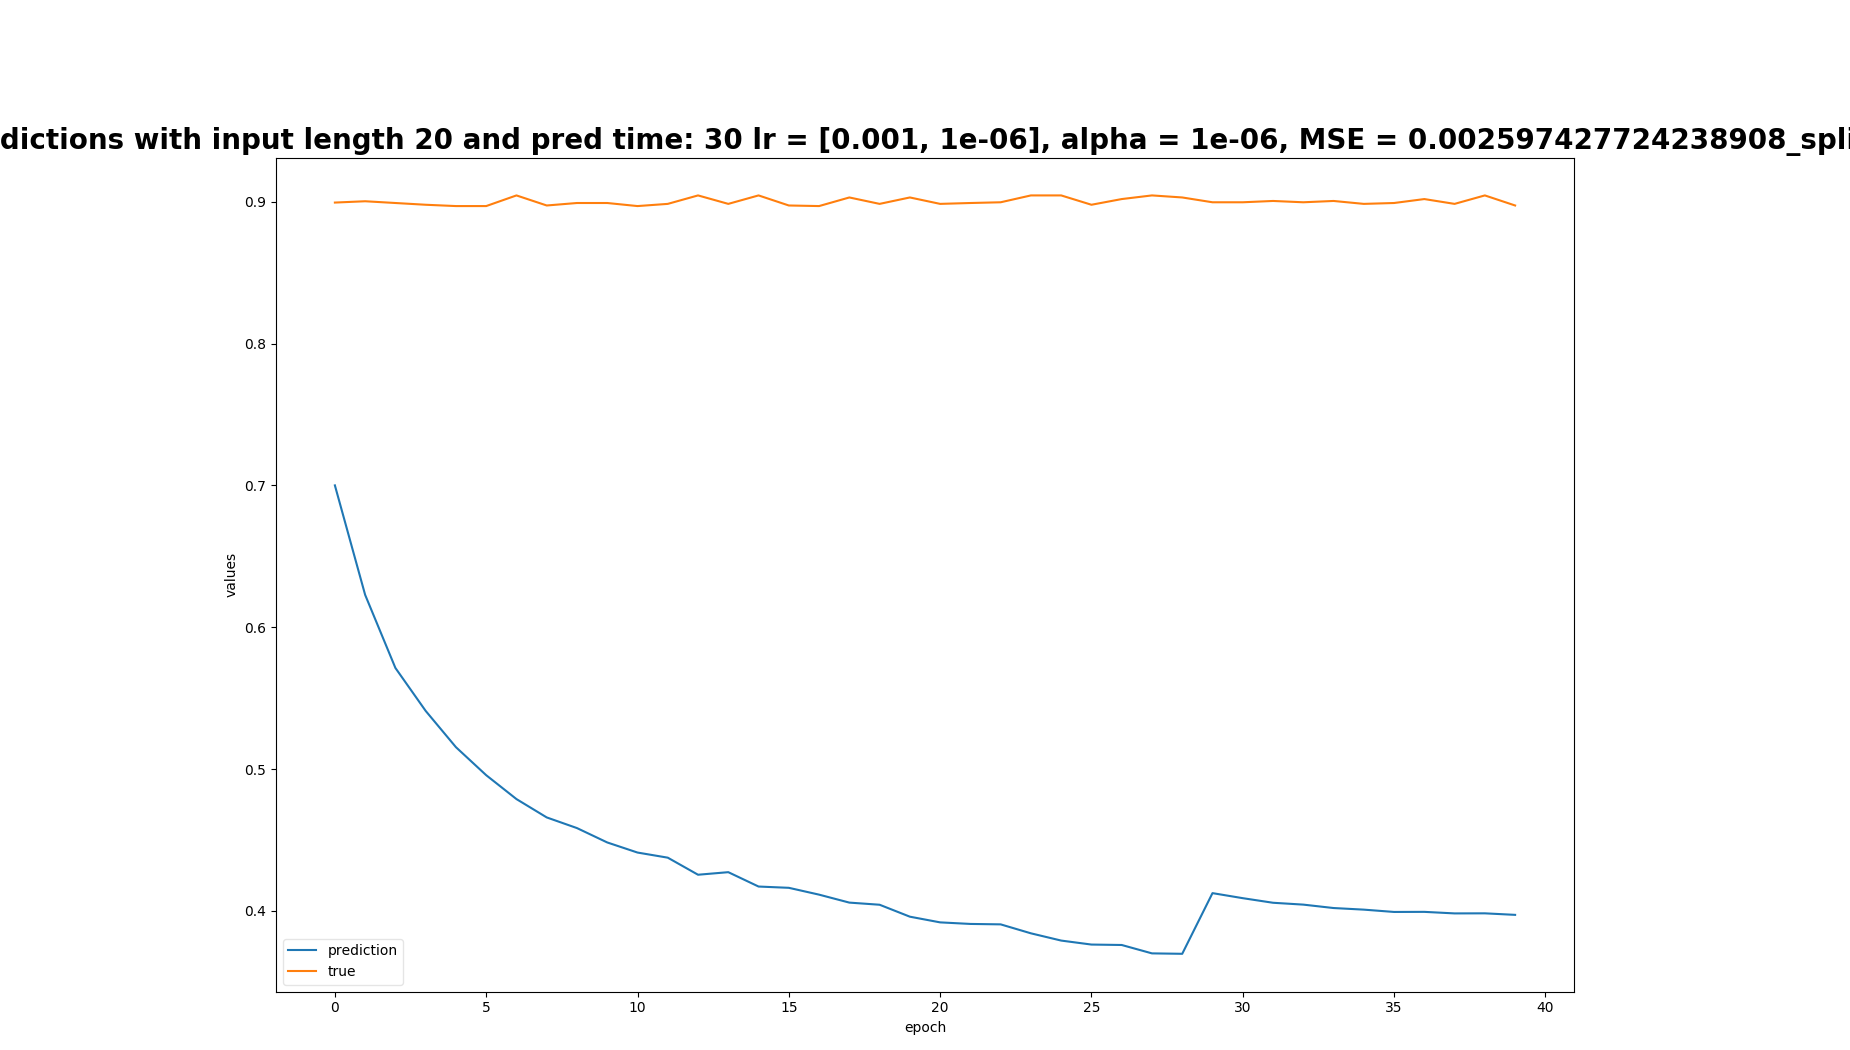 dictions with input length 20 and pred time: 30 lr = [0.001, 1e-06], alpha = 1e-06, MSE = 0.002597427724238908_spli
0.9
0.8
0.7
0.6
0.5
0.4
values
prediction
true
0 5 10 15 20 25 30 35 40
epoch